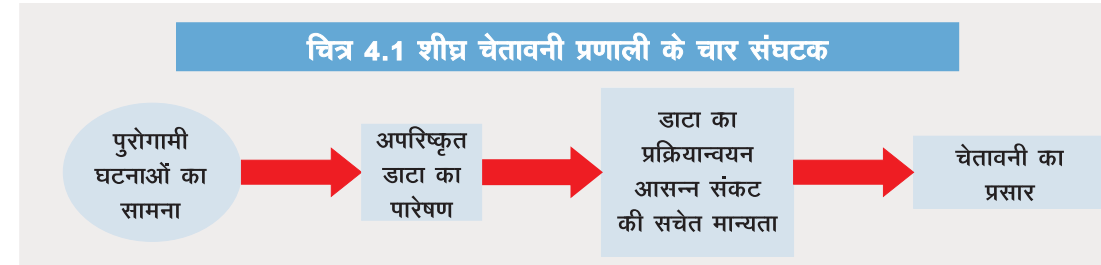 चित्र 4.1 शीघ्र चेतावनी प्रणाली के चार संघटक
पुरोगामी
घटनाओं का
सामना
अपरिष्कृत
डाटा का
पारेषण
डाटा का
प्रक्रियान्वयन
आसन्न संकट
की सचेत मान्यता
चेतावनी का
प्रसार